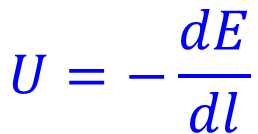 U = − dE/dl